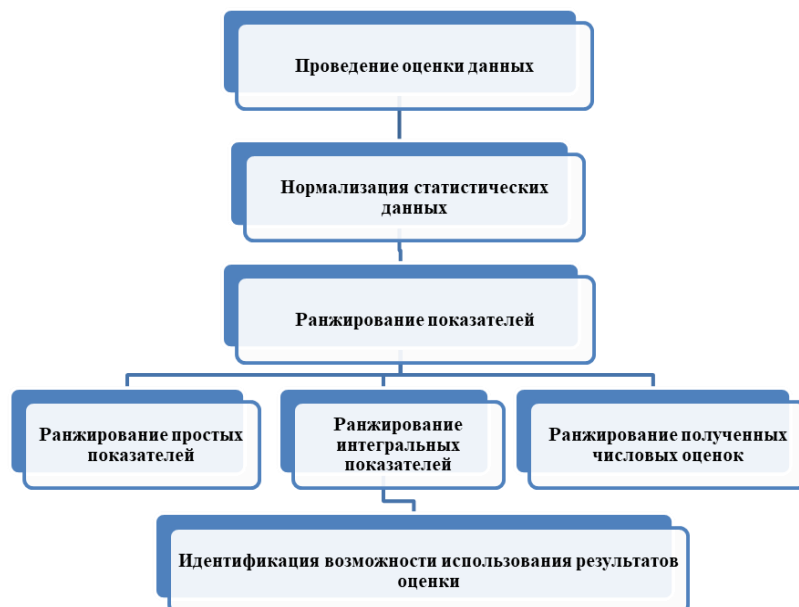 Проведение оценки данных
Нормализация статистических
данных
Ранжирование показателей
Ранжирование простых
показателей
Ранжирование
интегральных
показателей
Ранжирование полученных
числовых оценок
Идентификация возможности использования результатов
оценки